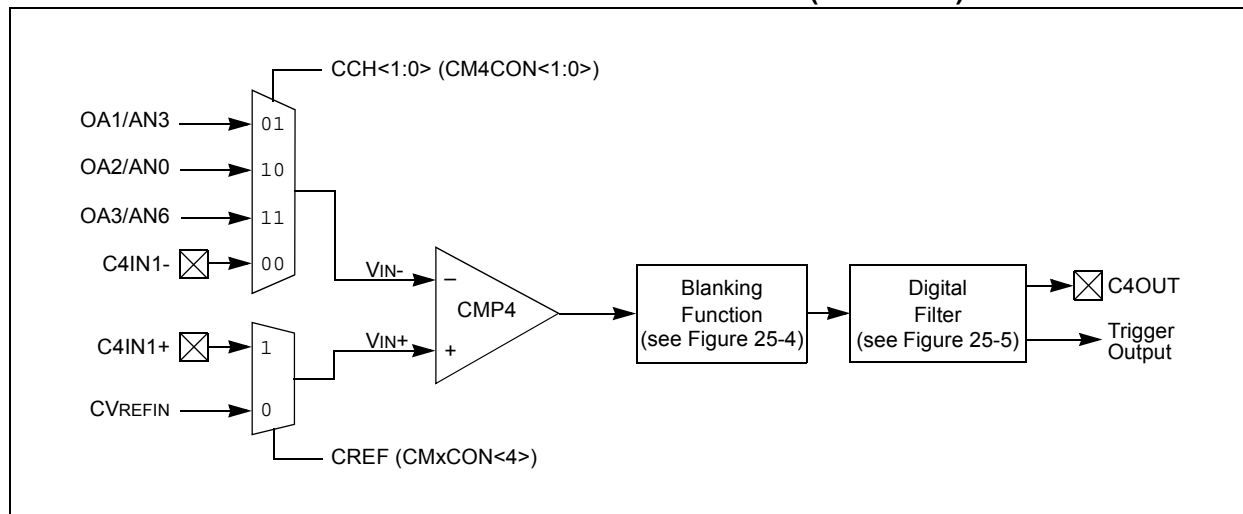 CCH<1:0> (CM4CON<1:0>)
OA1/AN3
01
OA2/AN0
10
OA3/AN6
11
C4IN1-
00
VIN-
–
CMP4
Blanking
Function
(see Figure 25-4)
Digital
Filter
(see Figure 25-5)
C4OUT
Trigger
Output
C4IN1+
1
VIN+
+
CVREFIN
0
CREF (CMxCON<4>)